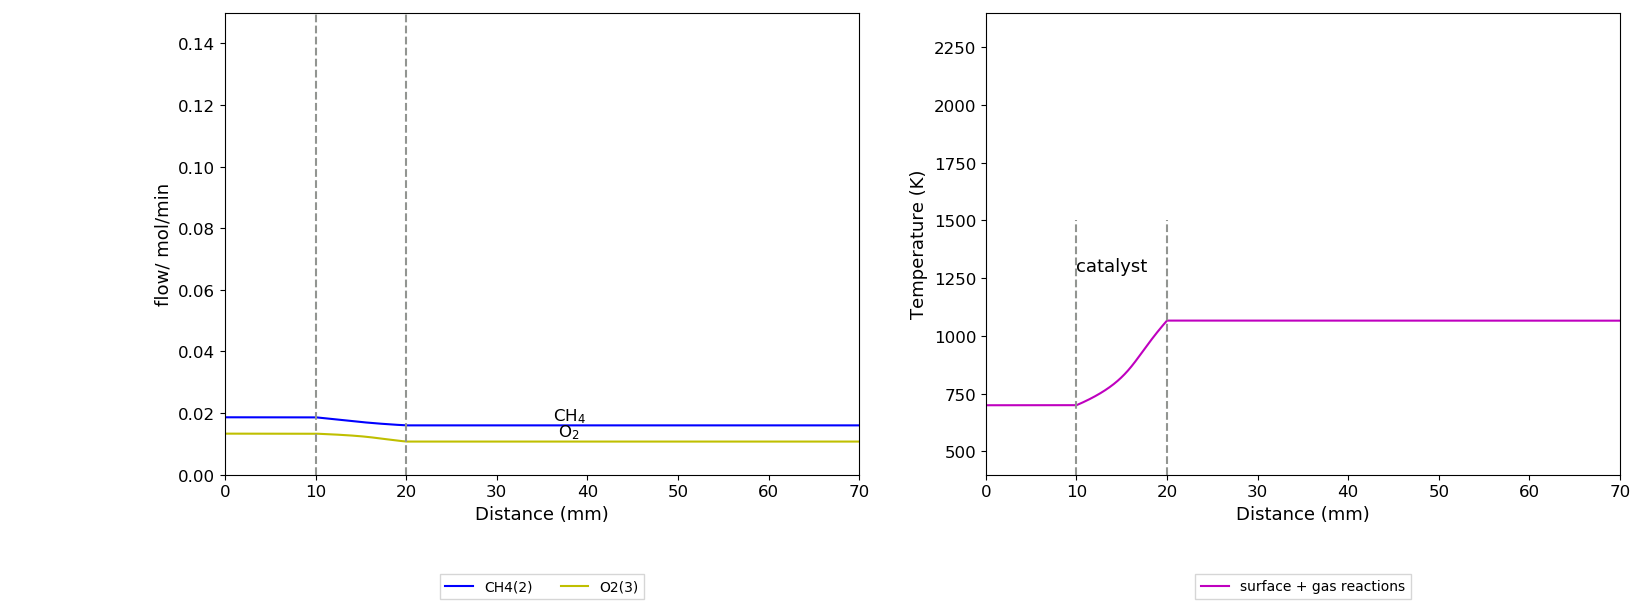 0.14
0.12
0.10
0.08
0.06
0.04
0.02
0.00
flow/ mol/min
CH₄
O₂
0 10 20 30 40 50 60 70
Distance (mm)
CH4(2) O2(3)
2250
2000
1750
1500
1250
1000
750
500
Temperature (K)
catalyst
0 10 20 30 40 50 60 70
Distance (mm)
surface + gas reactions